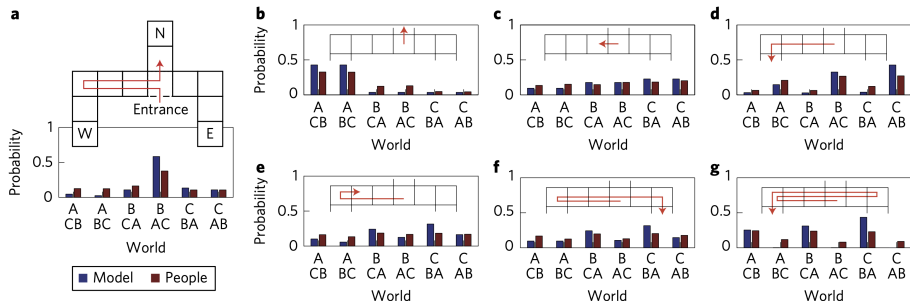 a
N
Entrance
W
E
Probability
1
0.5
0
A B B C C
A
CB BC CA AC BA AB
World
Model People
b
Probability
1
0.5
0
A A B B C C
CB BC CA AC BA AB
World
c
1
0.5
0
A A B B C C
CB BC CA AC BA AB
World
d
1
0.5
0
A A B B C C
CB BC CA AC BA AB
World
e
Probability
1
0.5
0
A A B B C C
CB BC CA AC BA AB
World
f
1
0.5
0
A A B B C C
CB BC CA AC BA AB
World
g
1
0.5
0
A A B B C C
CB BC CA AC BA AB
World